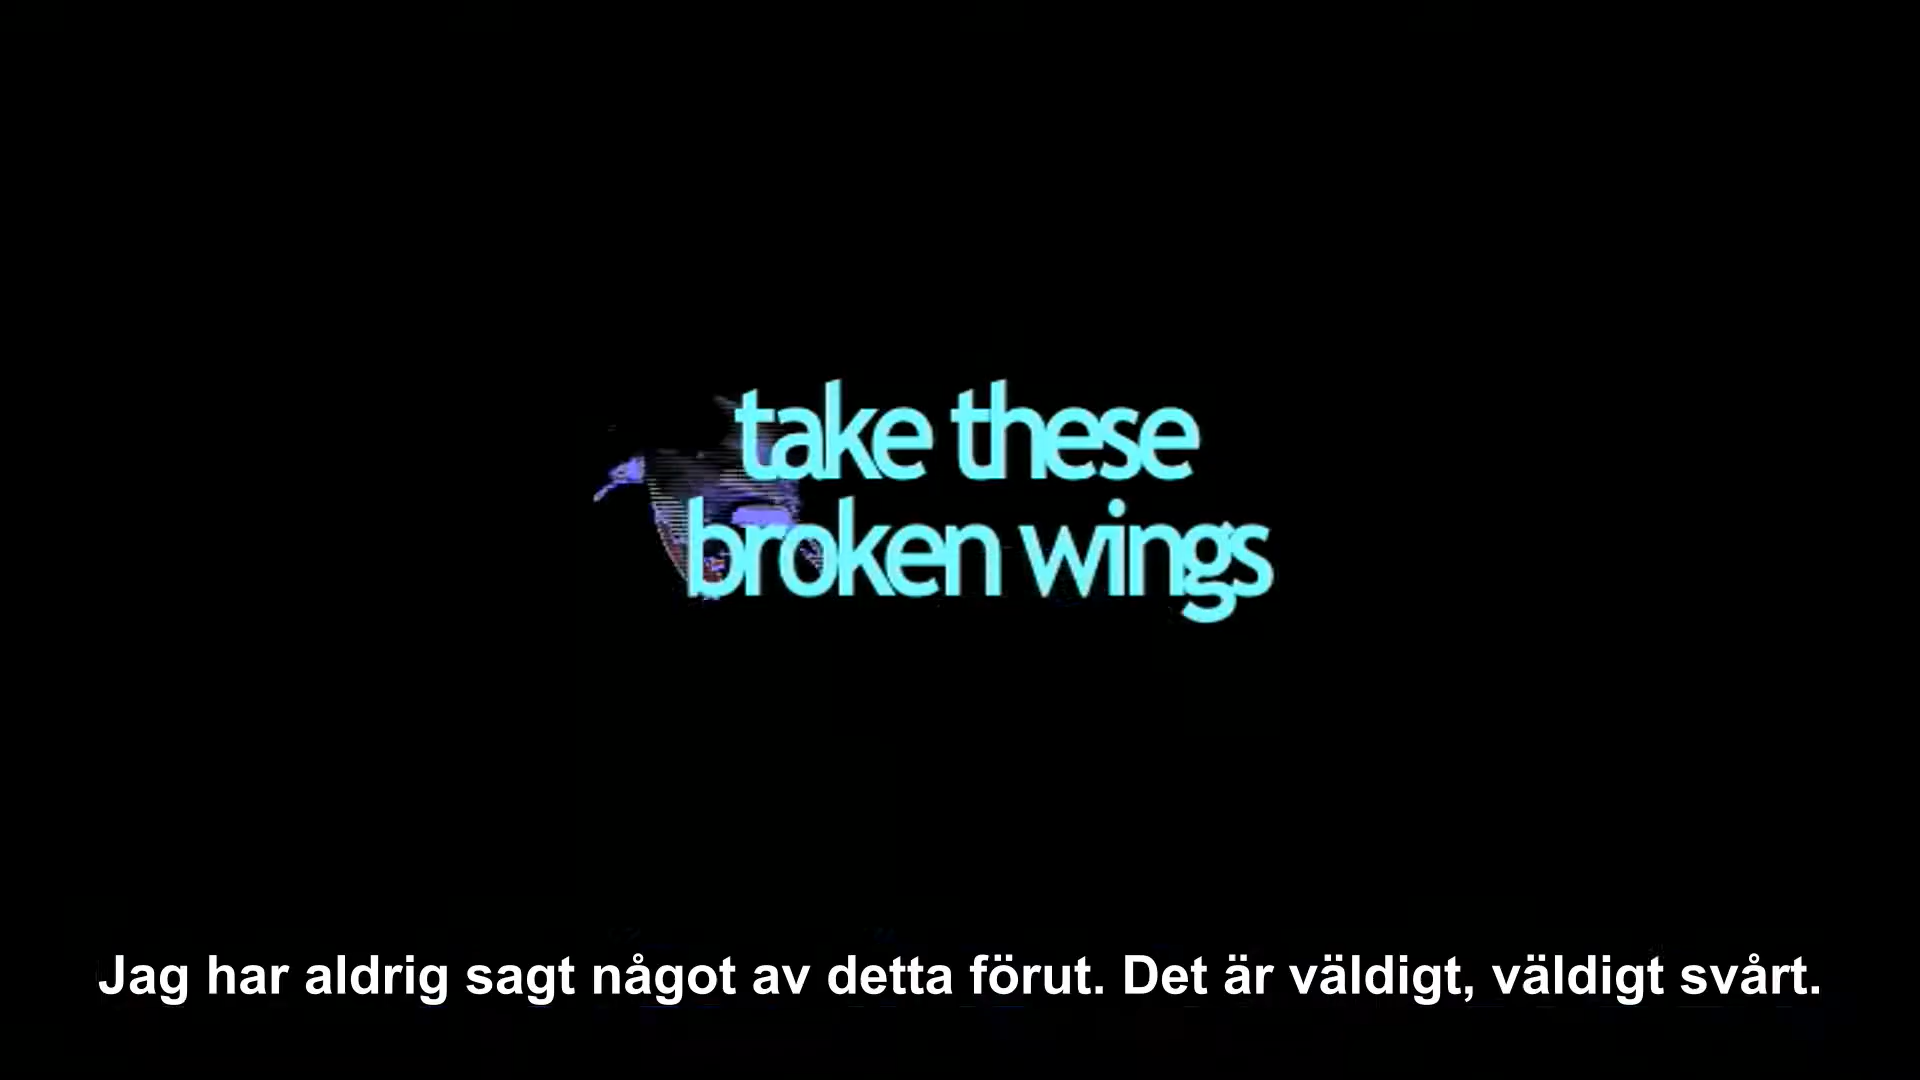 take these
broken wings
Jag har aldrig sagt något av detta förut. Det är väldigt, väldigt svårt.